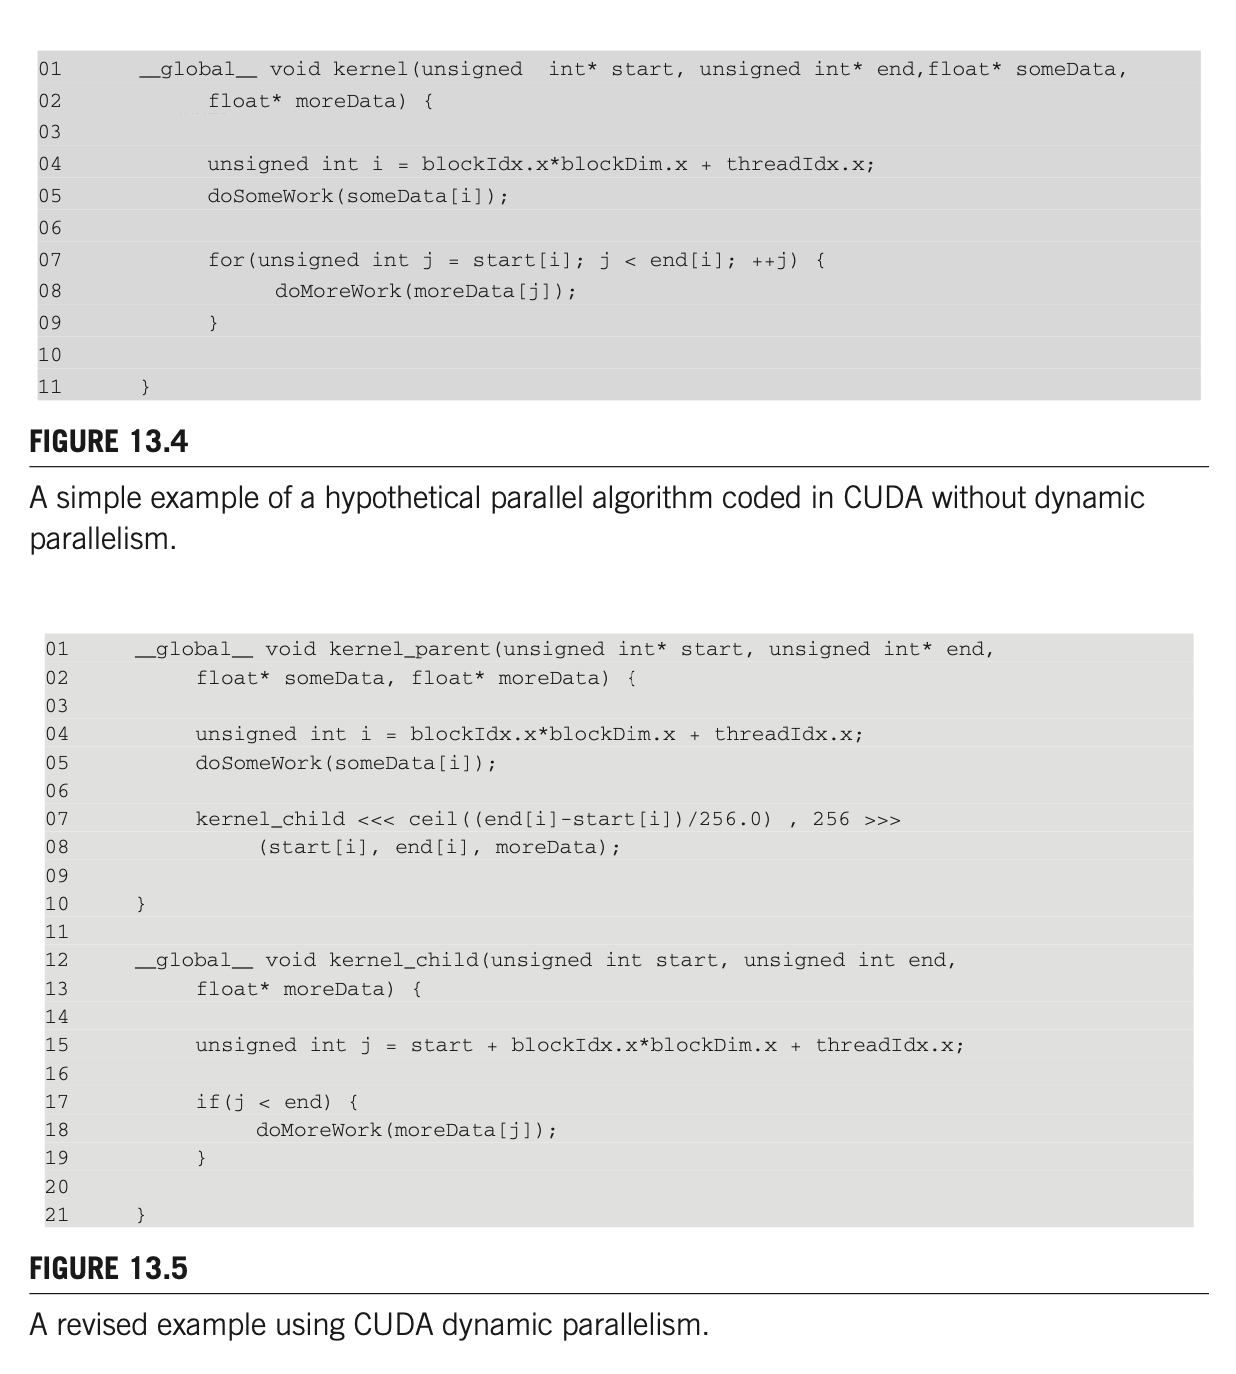 01 __global__ void kernel(unsigned int* start, unsigned int* end,float* someData,
02 float* moreData) {
03
04 unsigned int i = blockIdx.x*blockDim.x + threadIdx.x;
05 doSomeWork(someData[i]);
06
07 for(unsigned int j = start[i]; j < end[i]; ++j) {
08 doMoreWork(moreData[j]);
09 }
10
11 }
FIGURE 13.4
A simple example of a hypothetical parallel algorithm coded in CUDA without dynamic
parallelism.
01 __global__ void kernel_parent(unsigned int* start, unsigned int* end,
02 float* someData, float* moreData) {
03
04 unsigned int i = blockIdx.x*blockDim.x + threadIdx.x;
05 doSomeWork(someData[i]);
06
07 kernel_child <<< ceil((end[i]-start[i])/256.0) , 256 >>>
08 (start[i], end[i], moreData);
09
10 }
11
12 __global__ void kernel_child(unsigned int start, unsigned int end,
13 float* moreData) {
14
15 unsigned int j = start + blockIdx.x*blockDim.x + threadIdx.x;
16
17 if(j < end) {
18 doMoreWork(moreData[j]);
19 }
20
21 }
FIGURE 13.5
A revised example using CUDA dynamic parallelism.